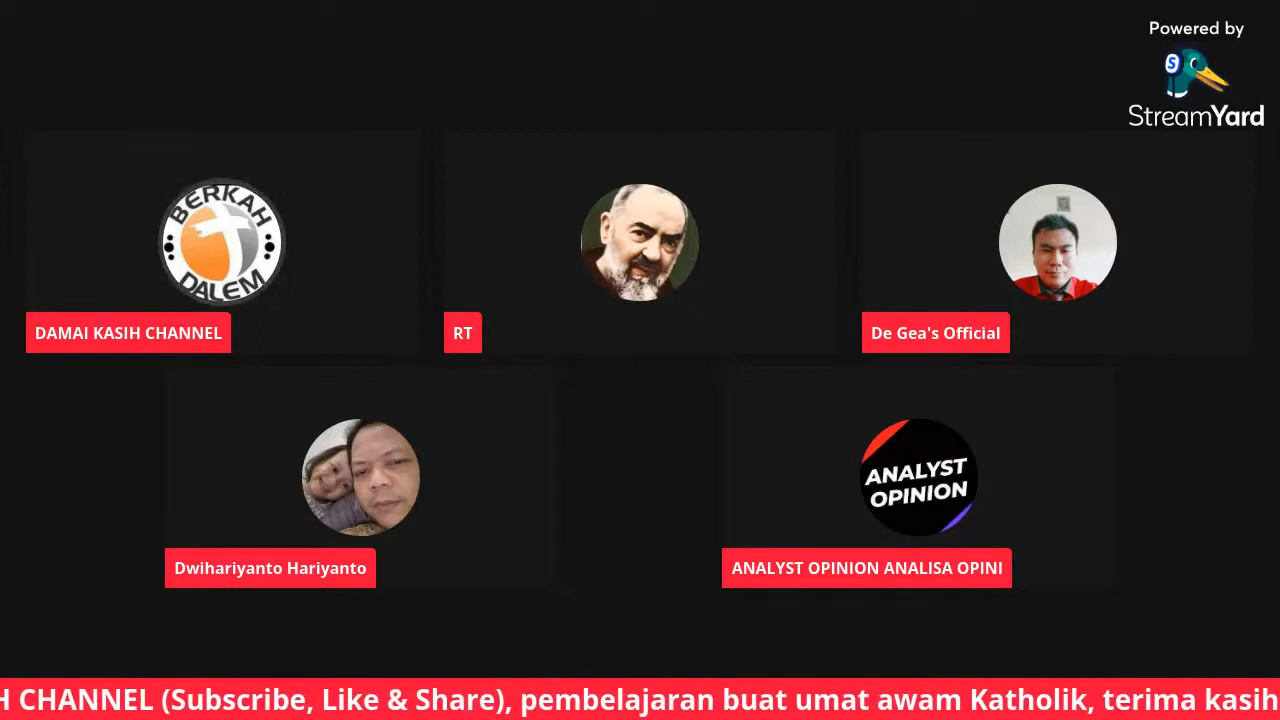 Powered by
S
StreamYard
BERKAH
DALEM
DAMAI KASIH CHANNEL
RT
De Gea's Official
Dwihariyanto Hariyanto
ANALYST
OPINION
ANALYST OPINION ANALISA OPINI
H CHANNEL (Subscribe, Like & Share), pembelajaran buat umat awam Katholik, terima kasih